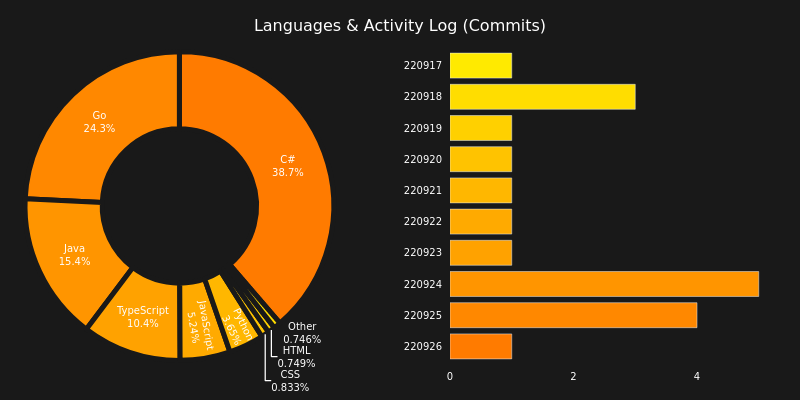 Languages & Activity Log (Commits)
Go
24.3%
C#
38.7%
Java
15.4%
TypeScript
10.4%
JavaScript
5.24%
Python
3.65%
Other
0.746%
HTML
0.749%
CSS
0.833%
220917
220918
220919
220920
220921
220922
220923
220924
220925
220926
0 2 4